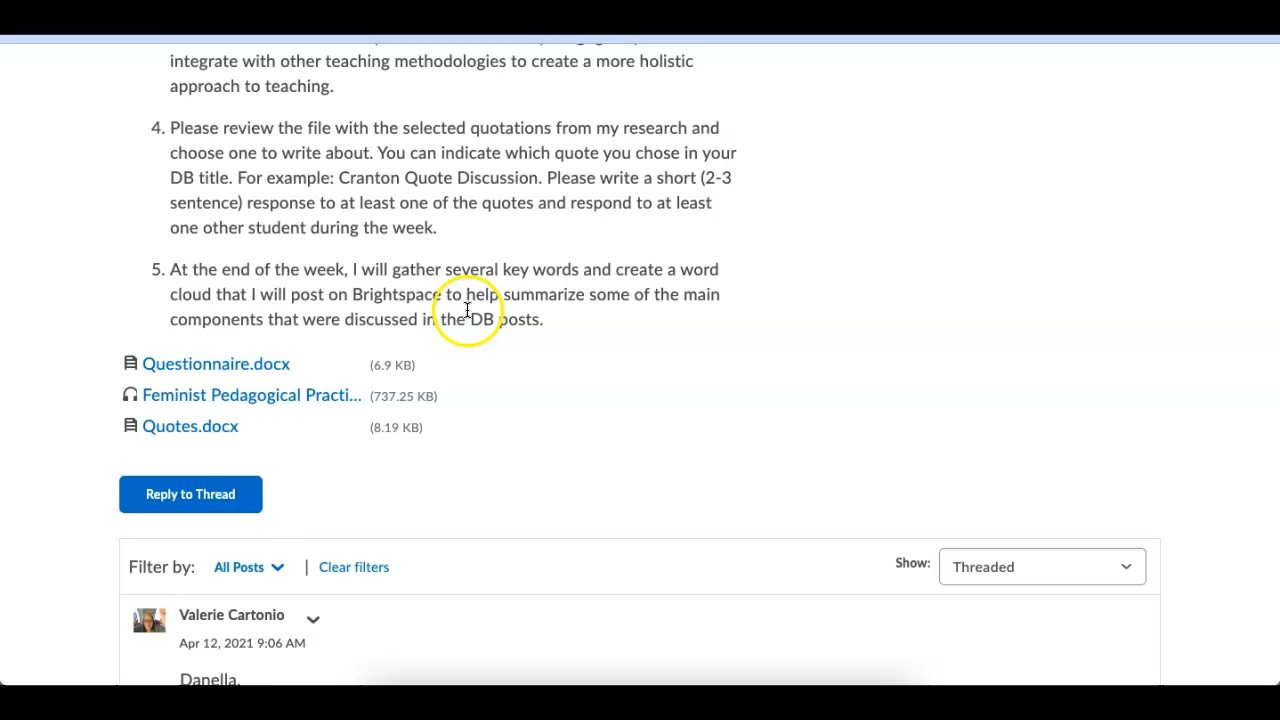 integrate with other teaching methodologies to create a more holistic
approach to teaching.
4. Please review the file with the selected quotations from my research and
choose one to write about. You can indicate which quote you chose in your
DB title. For example: Cranton Quote Discussion. Please write a short (2-3
sentence) response to at least one of the quotes and respond to at least
one other student during the week.
5. At the end of the week, I will gather several key words and create a word
cloud that I will post on Brightspace to help summarize some of the main
components that were discussed in the DB posts.
Questionnaire.docx (6.9 KB)
Feminist Pedagogical Practi... (737.25 KB)
Quotes.docx (8.19 KB)
Reply to Thread
Filter by: All Posts | Clear filters Show: Threaded
Valerie Cartonio
Apr 12, 2021 9:06 AM
Danella,